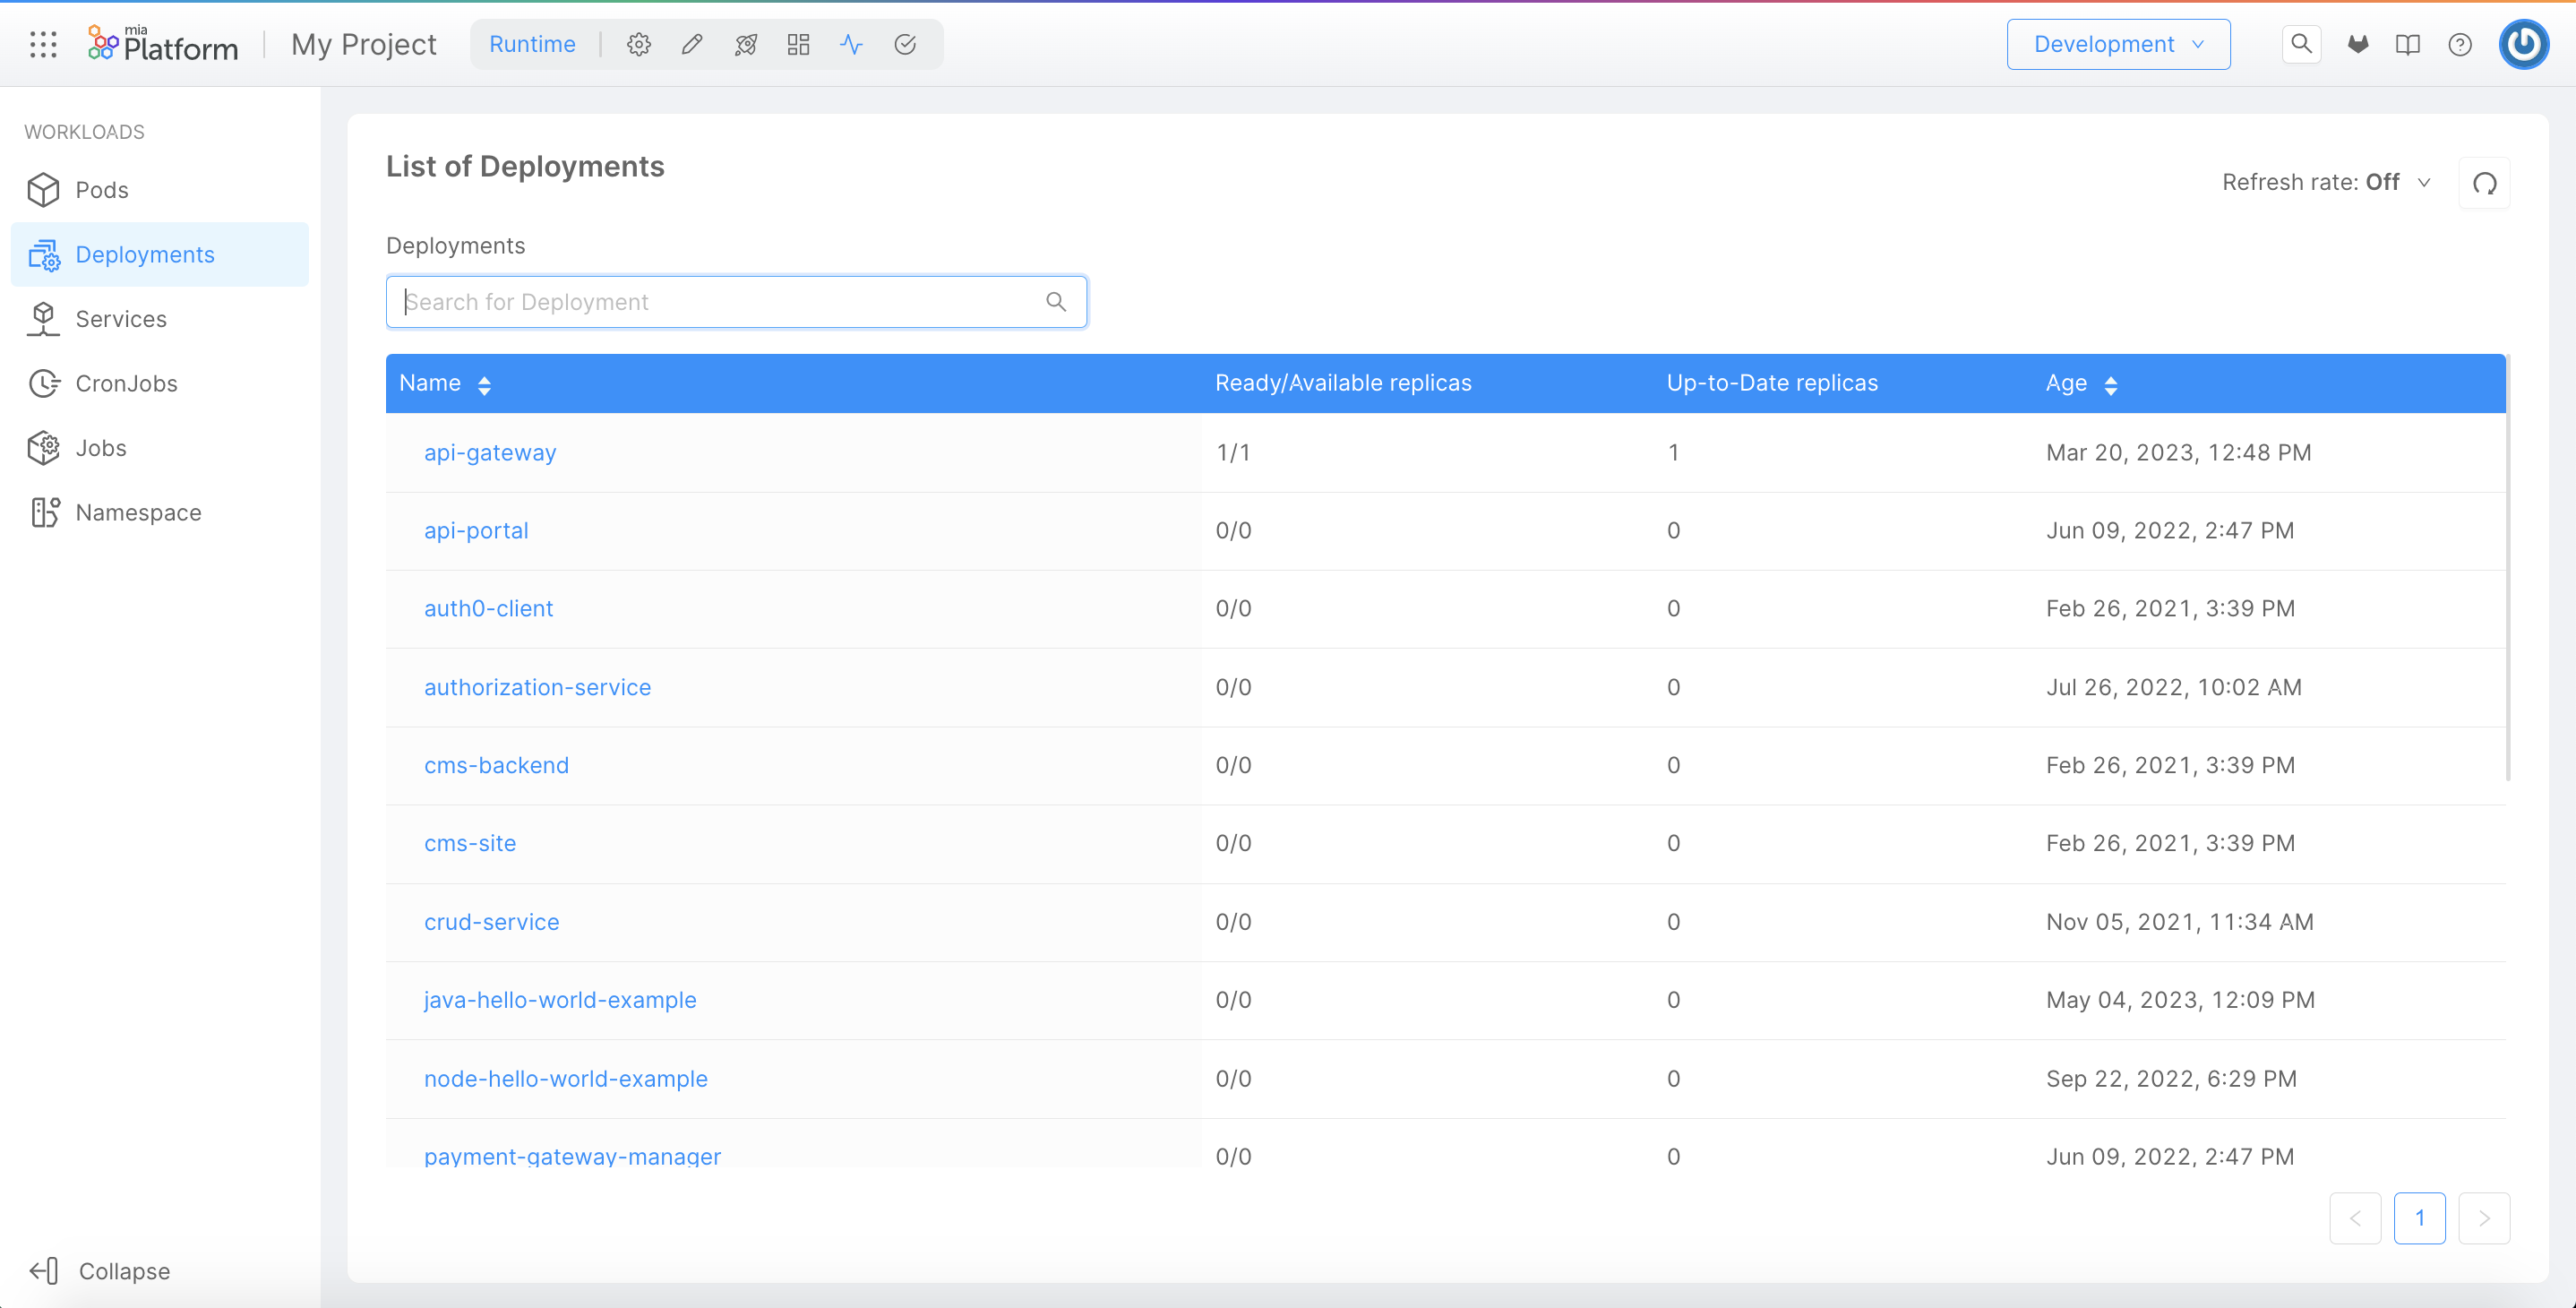 mia
Platform
My Project
Runtime
Development
WORKLOADS
Pods
Deployments
Services
CronJobs
Jobs
Namespace
Collapse
List of Deployments
Refresh rate: Off
Deployments
Search for Deployment
Name Ready/Available replicas Up-to-Date replicas Age
api-gateway 1/1 1 Mar 20, 2023, 12:48 PM
api-portal 0/0 0 Jun 09, 2022, 2:47 PM
auth0-client 0/0 0 Feb 26, 2021, 3:39 PM
authorization-service 0/0 0 Jul 26, 2022, 10:02 AM
cms-backend 0/0 0 Feb 26, 2021, 3:39 PM
cms-site 0/0 0 Feb 26, 2021, 3:39 PM
crud-service 0/0 0 Nov 05, 2021, 11:34 AM
java-hello-world-example 0/0 0 May 04, 2023, 12:09 PM
node-hello-world-example 0/0 0 Sep 22, 2022, 6:29 PM
payment-gateway-manager 0/0 0 Jun 09, 2022, 2:47 PM
1